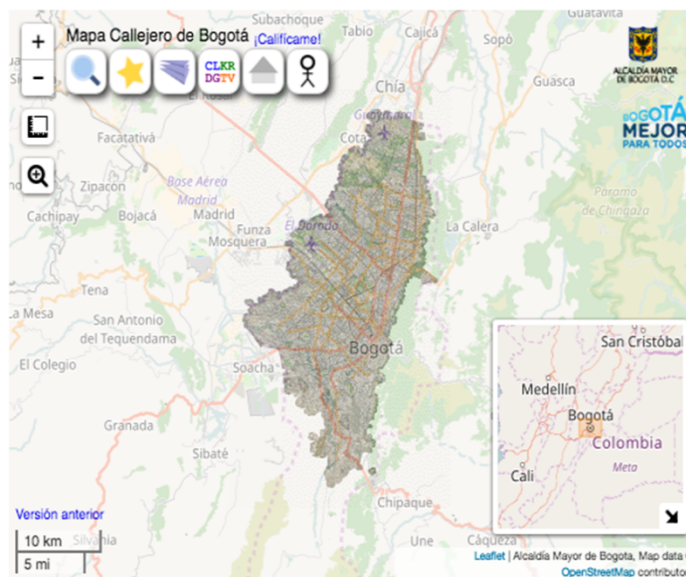 Subachoque
Guatavita
+
Mapa Callejero de Bogotá ¡Califícame!
Tabio
Cajicá
Sopó
−
CLKR
DGTV
Chía
Guasca
ALCALDÍA MAYOR
DE BOGOTÁ D.C
Guaymaral
BOGOTÁ
MEJOR
PARA TODOS
Facatativá
Cota
Zipacón
Base Aérea
Madrid
Páramo
de Chingaza
Cachipay
Bojacá
Madrid
El Dorado
La Calera
Funza
Mosquera
Tena
La Mesa
San Antonio
del Tequendama
San Cristóbal
Bogotá
El Colegio
Soacha
Medellín
Bogotá
Granada
Colombia
Sibaté
Meta
Cali
Chipaque
Versión anterior
10 km
Silvania
Une
Cáqueza
5 mi
Leaflet | Alcaldía Mayor de Bogotá, Map data
OpenStreetMap contributor